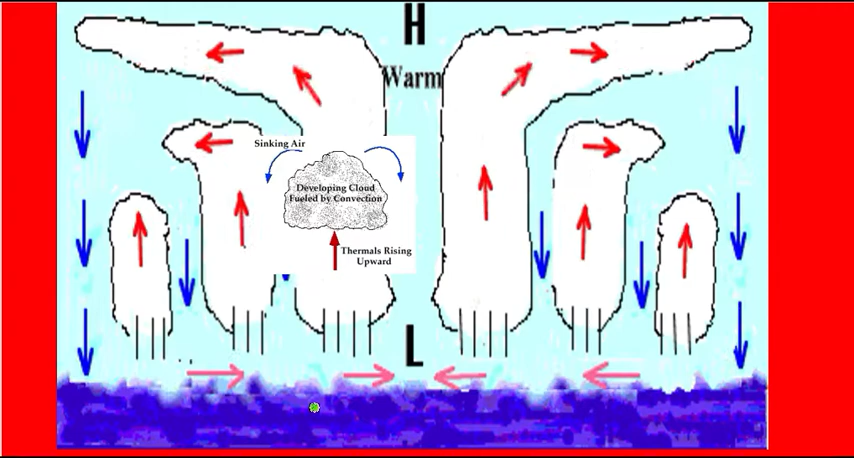 H
Warm
Sinking Air
Developing Cloud
Fueled by Convection
Thermals Rising
Upward
L